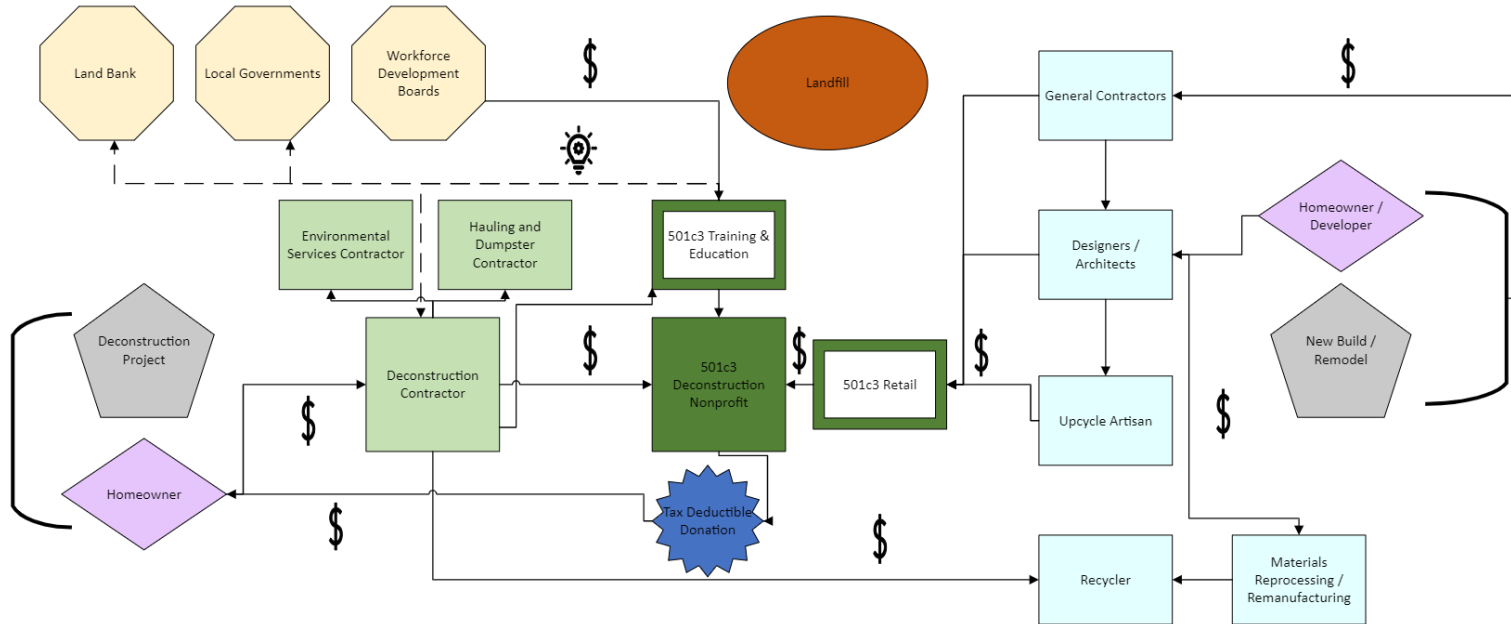 Land Bank
Local Governments
Workforce
Development
Boards
$
Landfill
General Contractors
$
Environmental
Services Contractor
Hauling and
Dumpster
Contractor
501c3 Training &
Education
Designers /
Architects
Homeowner /
Developer
Deconstruction
Project
Deconstruction
Contractor
$
501c3
Deconstruction
Nonprofit
$
501c3 Retail
$
Upcycle Artisan
New Build /
Remodel
$
$
Homeowner
$
Tax Deductible
Donation
$
Recycler
Materials
Reprocessing /
Remanufacturing